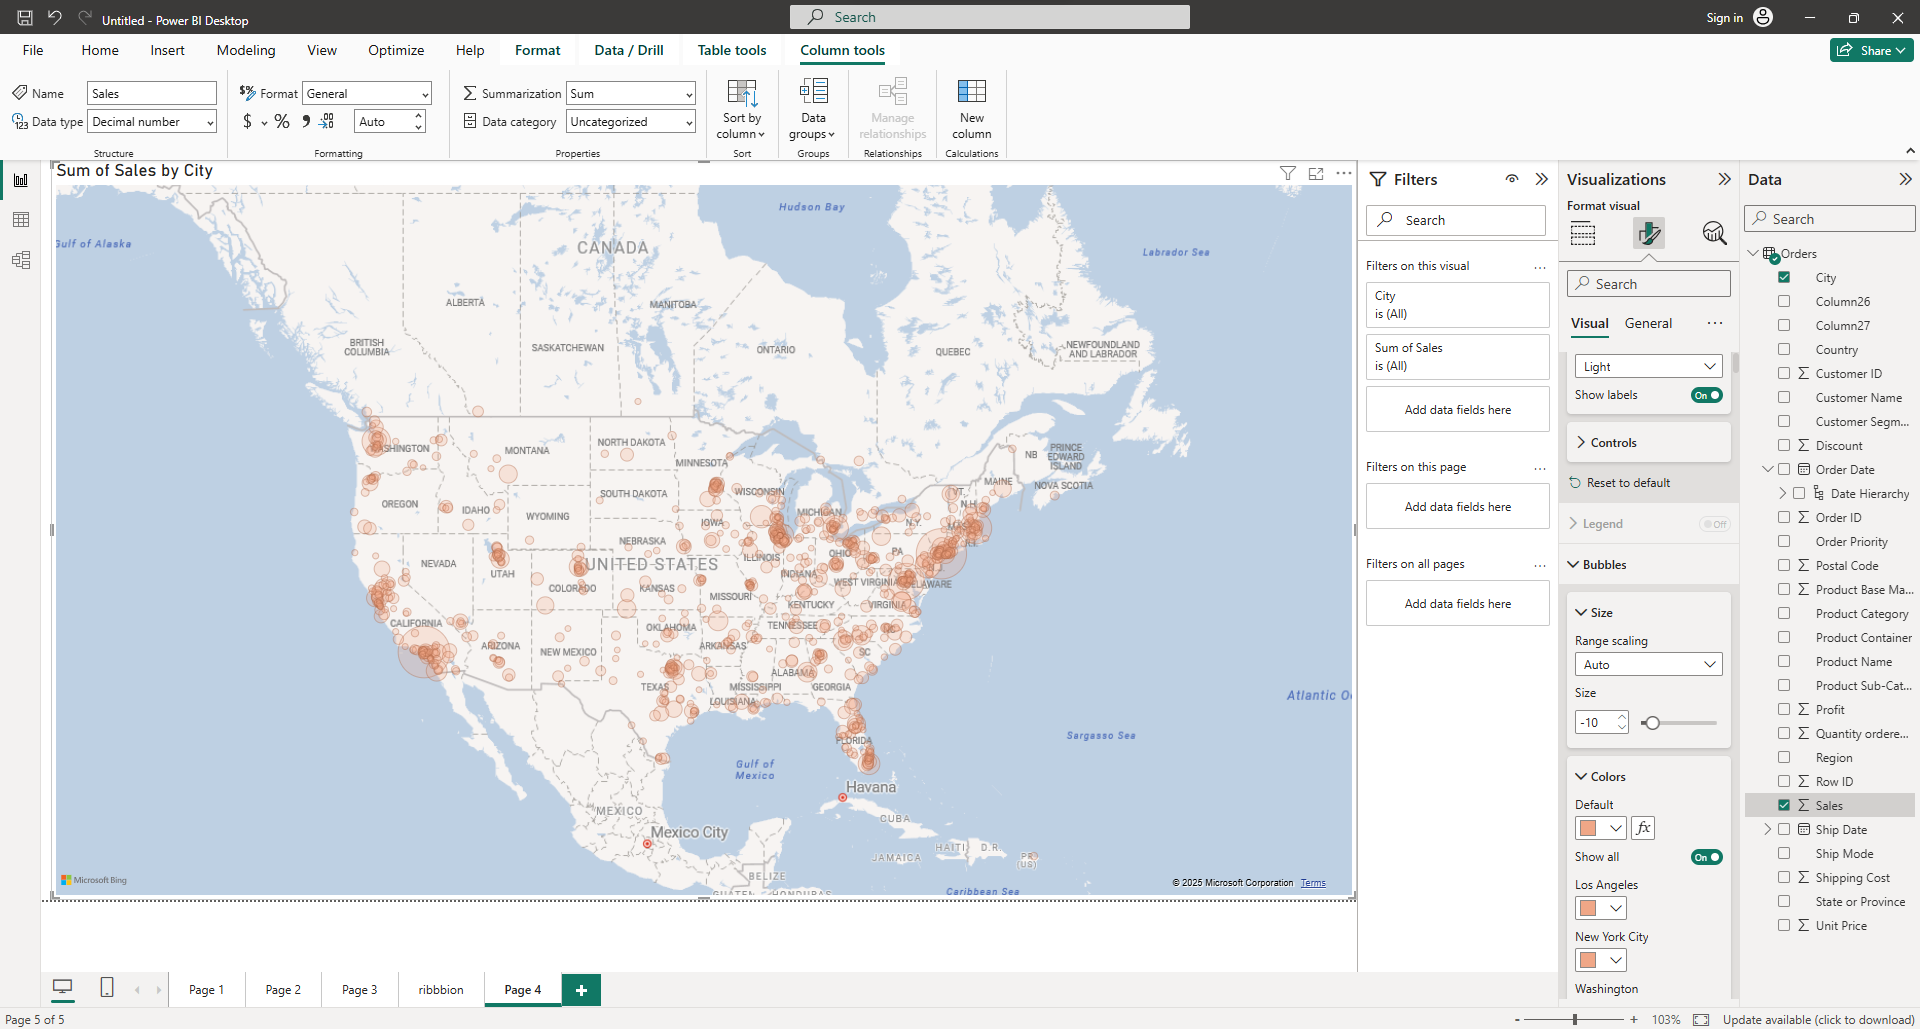 Untitled - Power BI Desktop
Search
Sign in
File
Home
Insert
Modeling
View
Optimize
Help
Format
Data / Drill
Table tools
Column tools
Share
Name
Sales
Data type
Decimal number
Structure
Format
General
$
%
Auto
Formatting
Summarization
Sum
Data category
Uncategorized
Properties
Sort by
column
Sort
Data
groups
Groups
Manage
relationships
Relationships
New
column
Calculations
Sum of Sales by City
Hudson Bay
Gulf of Alaska
CANADA
Labrador Sea
ALBERTA
MANITOBA
BRITISH
COLUMBIA
SASKATCHEWAN
ONTARIO
QUEBEC
NEWFOUNDLAND
AND LABRADOR
WASHINGTON
MONTANA
NORTH DAKOTA
MINNESOTA
NB
PRINCE
EDWARD
ISLAND
MAINE
NOVA SCOTIA
OREGON
IDAHO
SOUTH DAKOTA
WISCONSIN
VT
N.H.
WYOMING
IOWA
MICHIGAN
N.Y.
NEBRASKA
NEVADA
UTAH
UNITED STATES
ILLINOIS
OHIO
PA
INDIANA
COLORADO
KANSAS
MISSOURI
WEST VIRGINIA
DELAWARE
KENTUCKY
VIRGINIA
CALIFORNIA
OKLAHOMA
TENNESSEE
NC
ARIZONA
NEW MEXICO
ARKANSAS
SC
TEXAS
MISSISSIPPI
ALABAMA
GEORGIA
LOUISIANA
Atlantic O
FLORIDA
Sargasso Sea
Gulf of
Mexico
Havana
MEXICO
Mexico City
CUBA
HAITI
D.R.
JAMAICA
PR
(US)
BELIZE
GUATEM
HONDURAS
Caribbean Sea
Microsoft Bing
© 2025 Microsoft Corporation
Terms
Filters
Search
Filters on this visual
City
is (All)
Sum of Sales
is (All)
Add data fields here
Filters on this page
Add data fields here
Filters on all pages
Add data fields here
Visualizations
Format visual
Search
Visual
General
Light
Show labels
On
Controls
Reset to default
Legend
Off
Bubbles
Size
Range scaling
Auto
Size
-10
Colors
Default
fx
Show all
On
Los Angeles
New York City
Washington
Data
Search
Orders
City
Column26
Column27
Country
Customer ID
Customer Name
Customer Segm...
Discount
Order Date
Date Hierarchy
Order ID
Order Priority
Postal Code
Product Base Ma...
Product Category
Product Container
Product Name
Product Sub-Cat...
Profit
Quantity ordere...
Region
Row ID
Sales
Ship Date
Ship Mode
Shipping Cost
State or Province
Unit Price
Page 1
Page 2
Page 3
ribbbion
Page 4
Page 5 of 5
- + 103%
Update available (click to download)